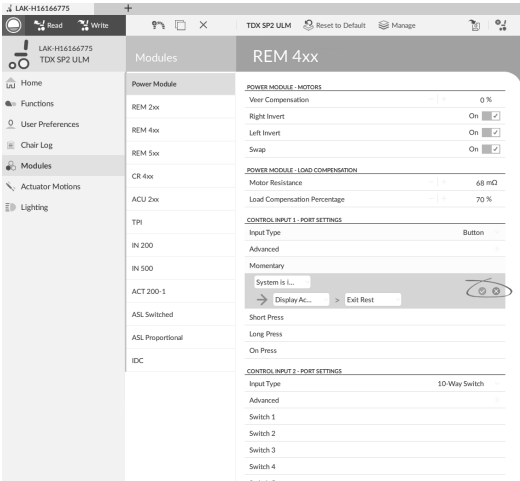 LAK-H16166775
+
Read
Write
TDX SP2 ULM
Reset to Default
Manage
LAK-H16166775
TDX SP2 ULM
Home
Functions
User Preferences
Chair Log
Modules
Actuator Motions
Lighting
Modules
Power Module
REM 2xx
REM 4xx
REM 5xx
CR 4xx
ACU 2xx
TPI
IN 200
IN 500
ACT 200-1
ASL Switched
ASL Proportional
IDC
REM 4xx
POWER MODULE - MOTORS
Veer Compensation - + 0 %
Right Invert On
Left Invert On
Swap On
POWER MODULE - LOAD COMPENSATION
Motor Resistance - + 68 mΩ
Load Compensation Percentage - + 70 %
CONTROL INPUT 1 - PORT SETTINGS
Input Type Button
Advanced
Momentary
System is i...
Display Ac... > Exit Rest
Short Press
Long Press
On Press
CONTROL INPUT 2 - PORT SETTINGS
Input Type 10-Way Switch
Advanced
Switch 1
Switch 2
Switch 3
Switch 4